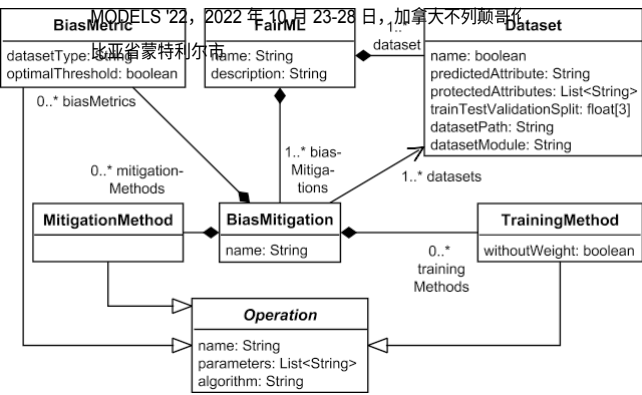 MODELS '22，2022 年 10 月 23-28 日，加拿大不列颠哥伦
比亚省蒙特利尔市
BiasMetric
datasetType: String
optimalThreshold: boolean
FairML
name: String
description: String
1..*
dataset
Dataset
name: boolean
predictedAttribute: String
protectedAttributes: List<String>
trainTestValidationSplit: float[3]
datasetPath: String
datasetModule: String
0..* biasMetrics
1..* bias-
Mitiga-
tions
0..* mitigation-
Methods
1..* datasets
MitigationMethod
BiasMitigation
name: String
TrainingMethod
withoutWeight: boolean
0..*
training
Methods
Operation
name: String
parameters: List<String>
algorithm: String